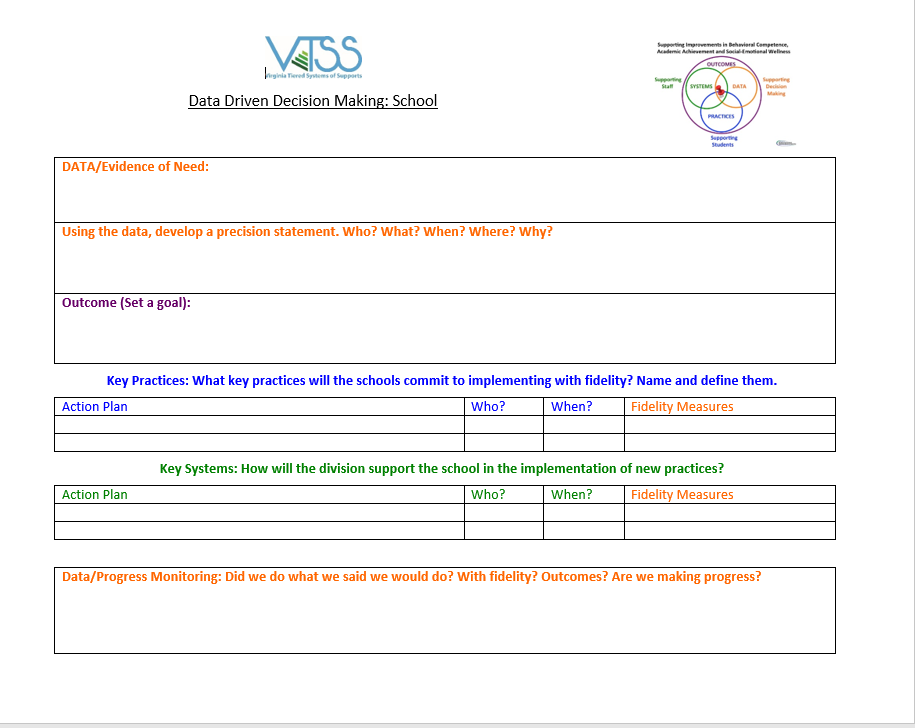 VTSS
Virginia Tiered Systems of Supports
Data Driven Decision Making: School
Supporting Improvements in Behavioral Competence,
Academic Achievement and Social-Emotional Wellness
OUTCOMES
Supporting
Staff
SYSTEMS
DATA
Supporting
Decision
Making
PRACTICES
Supporting
Students
DATA/Evidence of Need:
Using the data, develop a precision statement. Who? What? When? Where? Why?
Outcome (Set a goal):
Key Practices: What key practices will the schools commit to implementing with fidelity? Name and define them.
Action Plan Who? When? Fidelity Measures
Key Systems: How will the division support the school in the implementation of new practices?
Action Plan Who? When? Fidelity Measures
Data/Progress Monitoring: Did we do what we said we would do? With fidelity? Outcomes? Are we making progress?